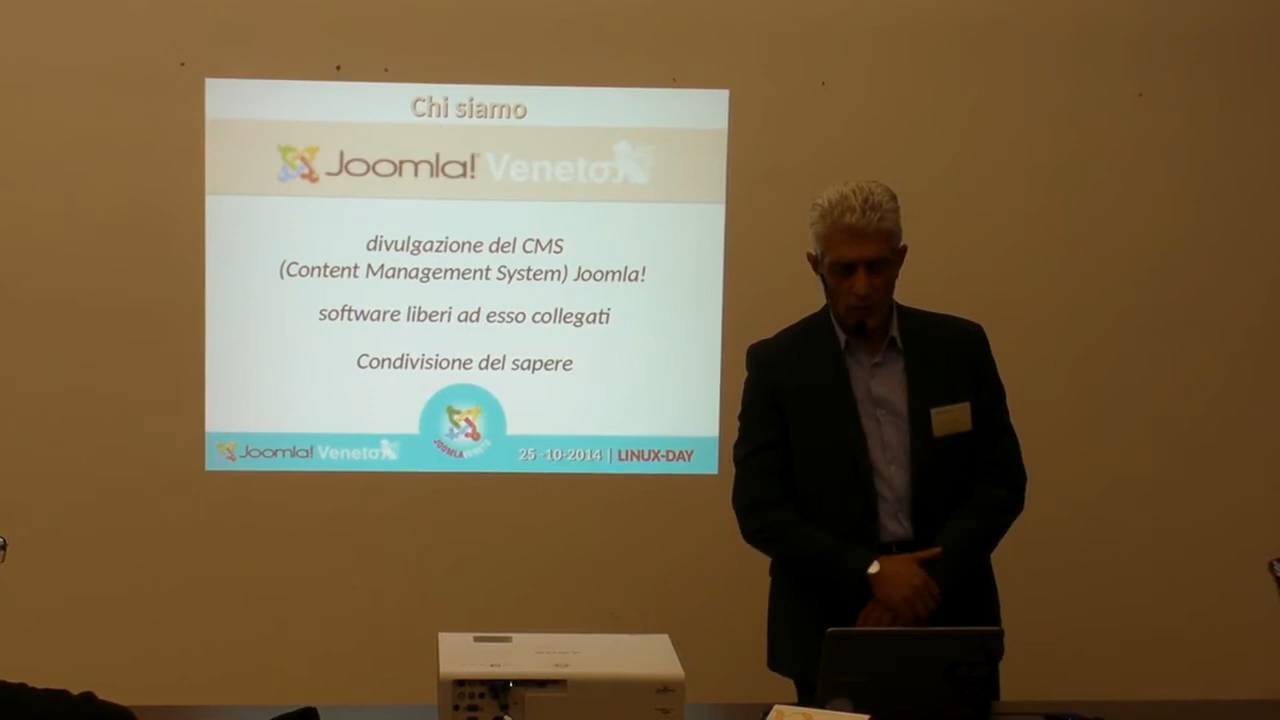 Chi siamo
Joomla! Veneto
divulgazione del CMS
(Content Management System) Joomla!
software liberi ad esso collegati
Condivisione del sapere
JOOMLAVENETO
Joomla! Veneto
25 -10-2014 | LINUX-DAY